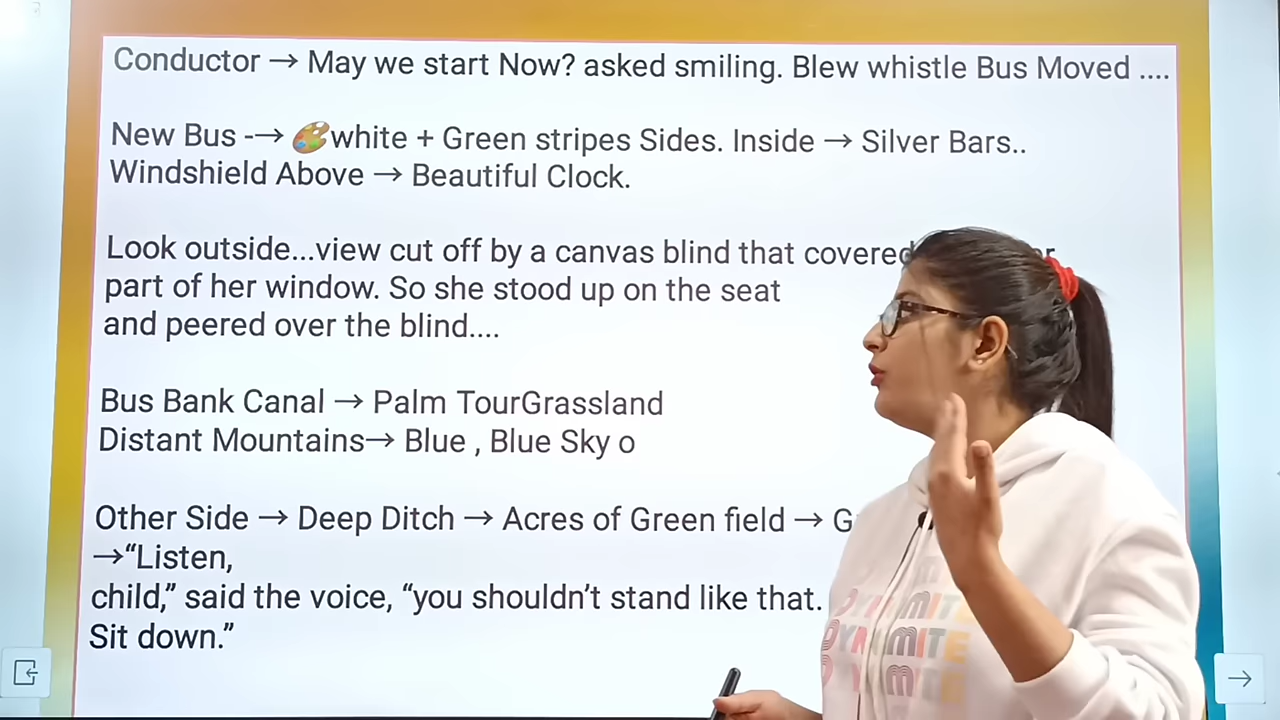 Conductor → May we start Now? asked smiling. Blew whistle Bus Moved ....
New Bus -→ 🎨white + Green stripes Sides. Inside → Silver Bars..
Windshield Above → Beautiful Clock.
Look outside...view cut off by a canvas blind that covered
part of her window. So she stood up on the seat
and peered over the blind....
Bus Bank Canal → Palm TourGrassland
Distant Mountains→ Blue , Blue Sky o
Other Side → Deep Ditch → Acres of Green field → G
→“Listen,
child,” said the voice, “you shouldn’t stand like that.
Sit down.”